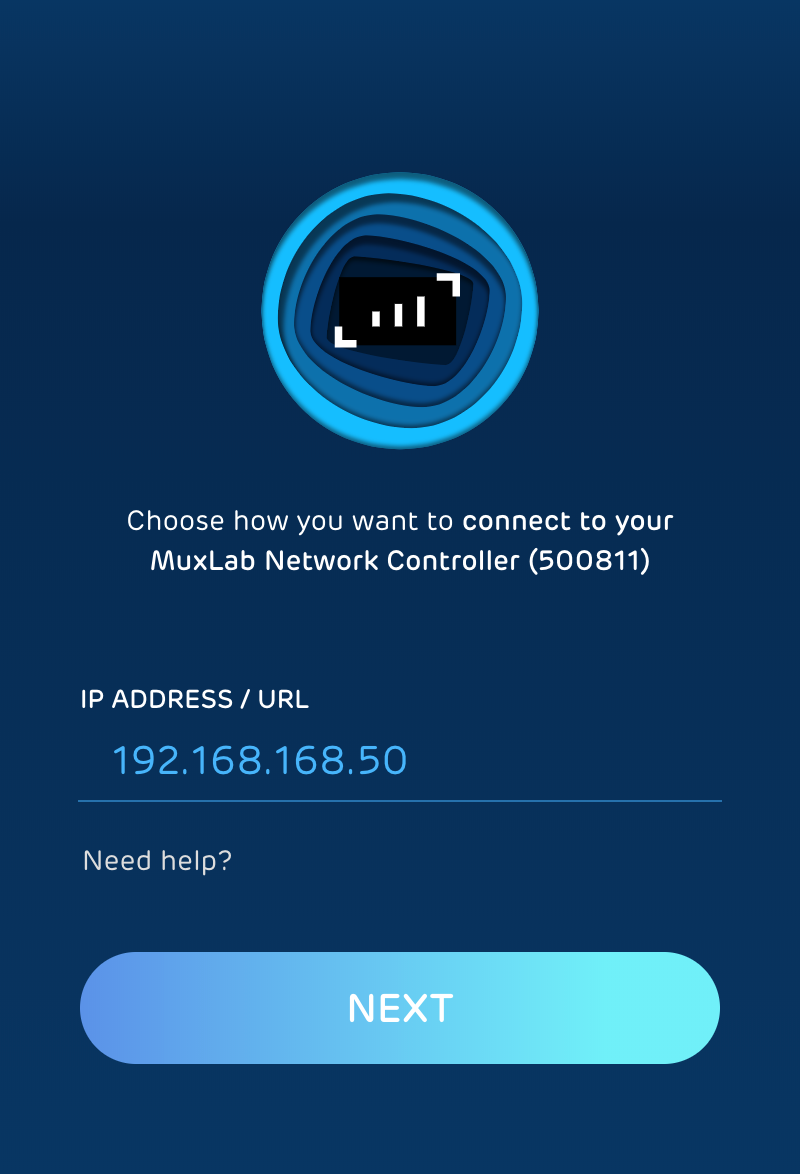 Choose how you want to connect to your
MuxLab Network Controller (500811)
IP ADDRESS / URL
192.168.168.50
Need help?
NEXT